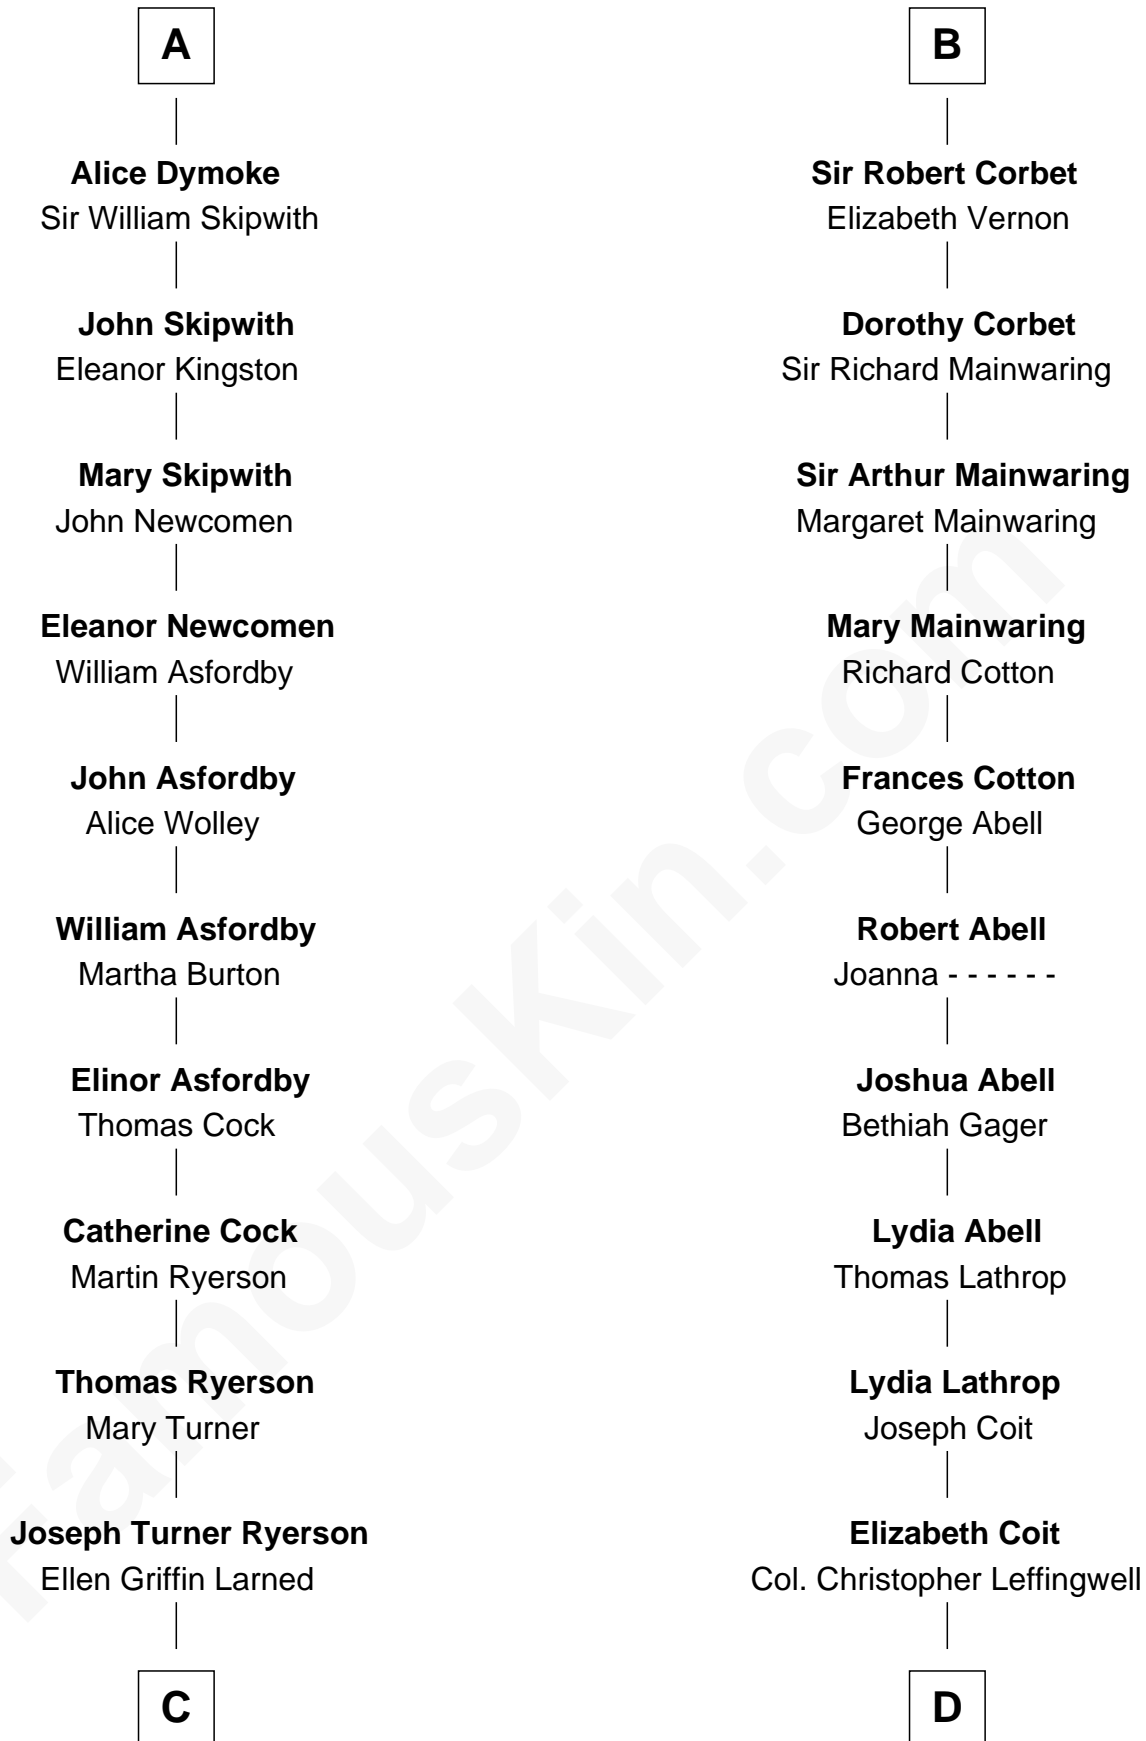 A
Alice Dymoke
Sir William Skipwith
John Skipwith
Eleanor Kingston
Mary Skipwith
John Newcomen
Eleanor Newcomen
William Asfordby
John Asfordby
Alice Wolley
William Asfordby
Martha Burton
Elinor Asfordby
Thomas Cock
Catherine Cock
Martin Ryerson
Thomas Ryerson
Mary Turner
Joseph Turner Ryerson
Ellen Griffin Larned
C
B
Sir Robert Corbet
Elizabeth Vernon
Dorothy Corbet
Sir Richard Mainwaring
Sir Arthur Mainwaring
Margaret Mainwaring
Mary Mainwaring
Richard Cotton
Frances Cotton
George Abell
Robert Abell
Joanna - - - - - -
Joshua Abell
Bethiah Gager
Lydia Abell
Thomas Lathrop
Lydia Lathrop
Joseph Coit
Elizabeth Coit
Col. Christopher Leffingwell
D
FamousKin.com